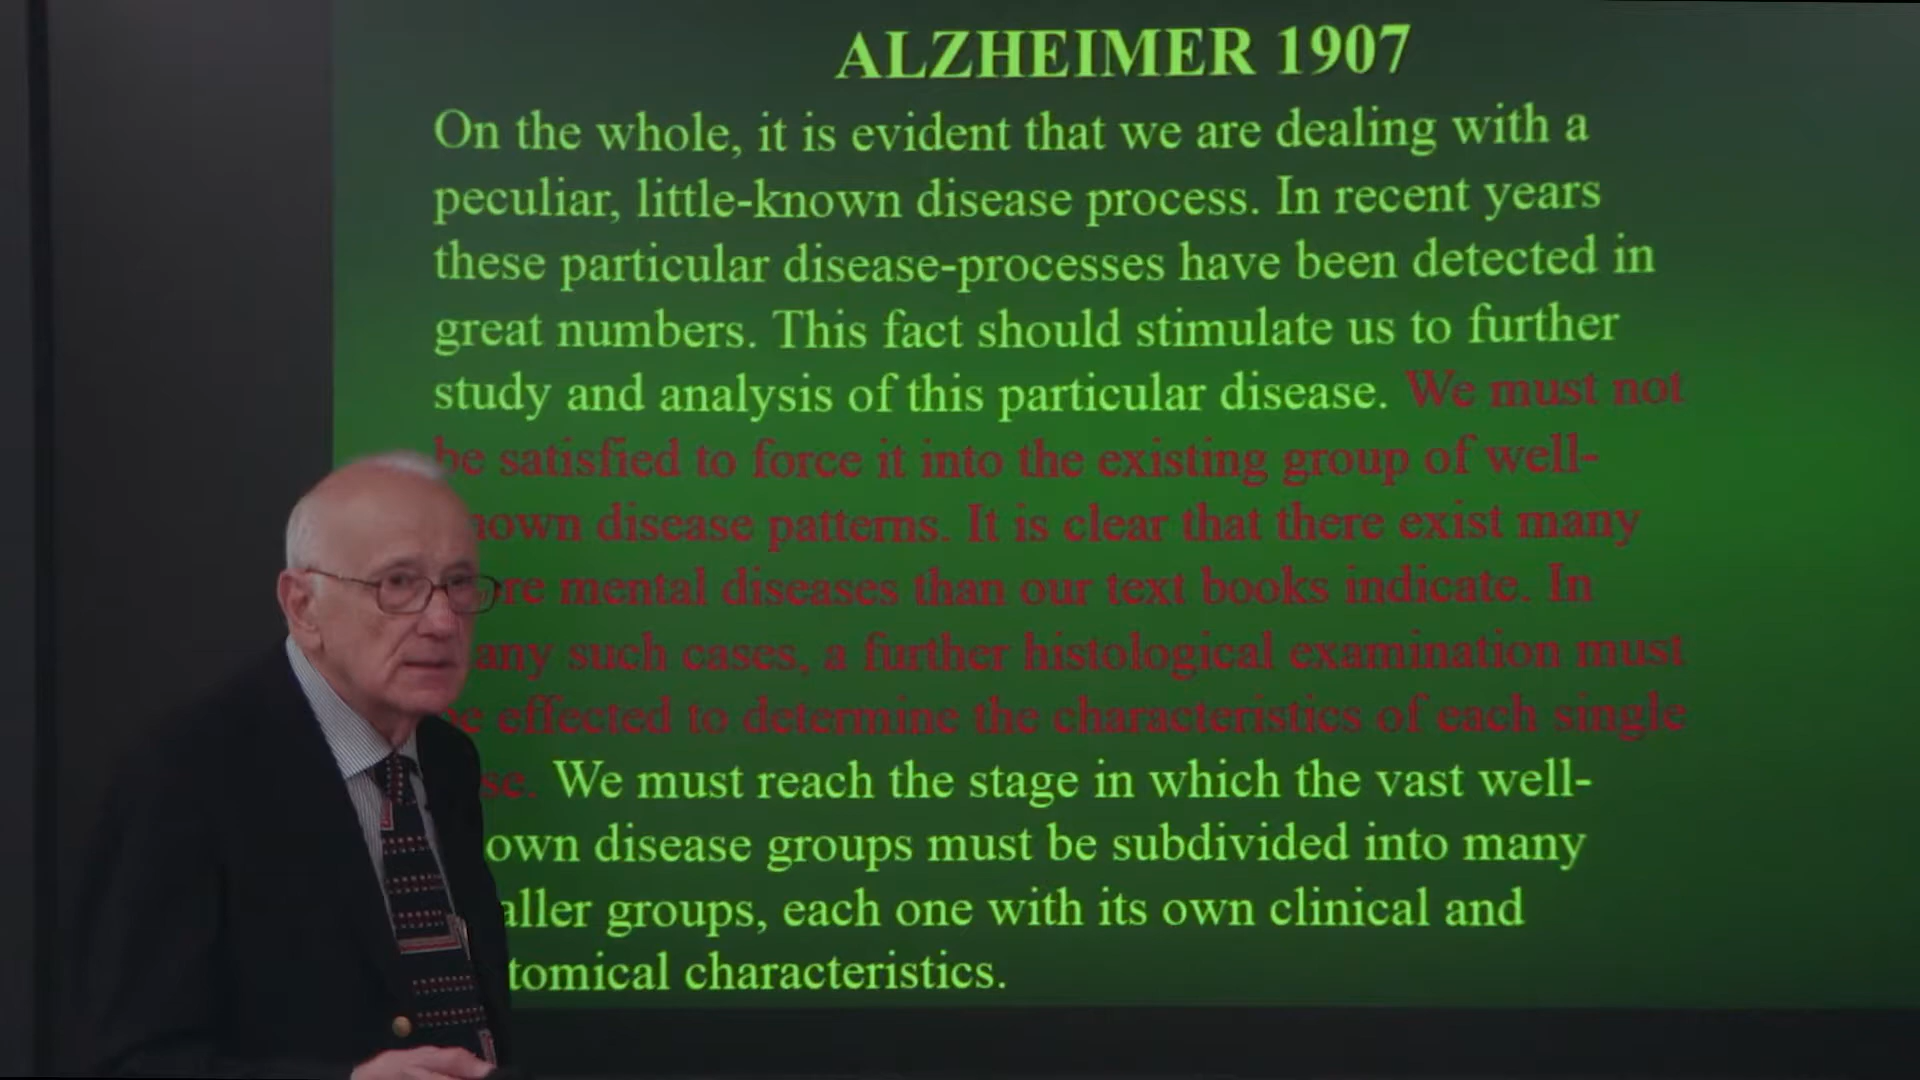 ALZHEIMER 1907
On the whole, it is evident that we are dealing with a
peculiar, little-known disease process. In recent years
these particular disease-processes have been detected in
great numbers. This fact should stimulate us to further
study and analysis of this particular disease. We must not
be satisfied to force it into the existing group of well-
nown disease patterns. It is clear that there exist many
ore mental diseases than our text books indicate. In
any such cases, a further histological examination must
be effected to determine the characteristics of each single
se. We must reach the stage in which the vast well-
own disease groups must be subdivided into many
aller groups, each one with its own clinical and
tomical characteristics.